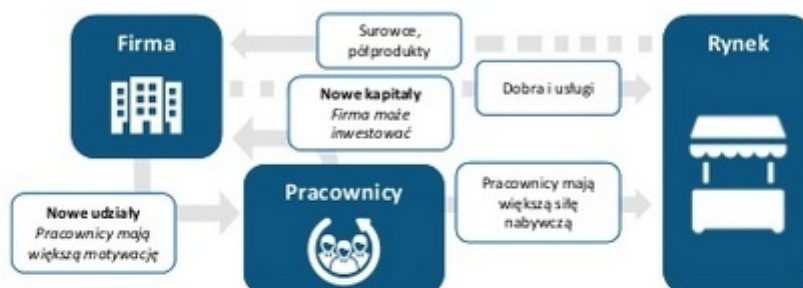 Firma
Surowce,
półprodukty
Rynek
Nowe kapitały
Firma może
inwestować
Dobra i usługi
Pracownicy
Nowe udziały
Pracownicy mają
większą motywację
Pracownicy mają
większą siłę
nabywczą